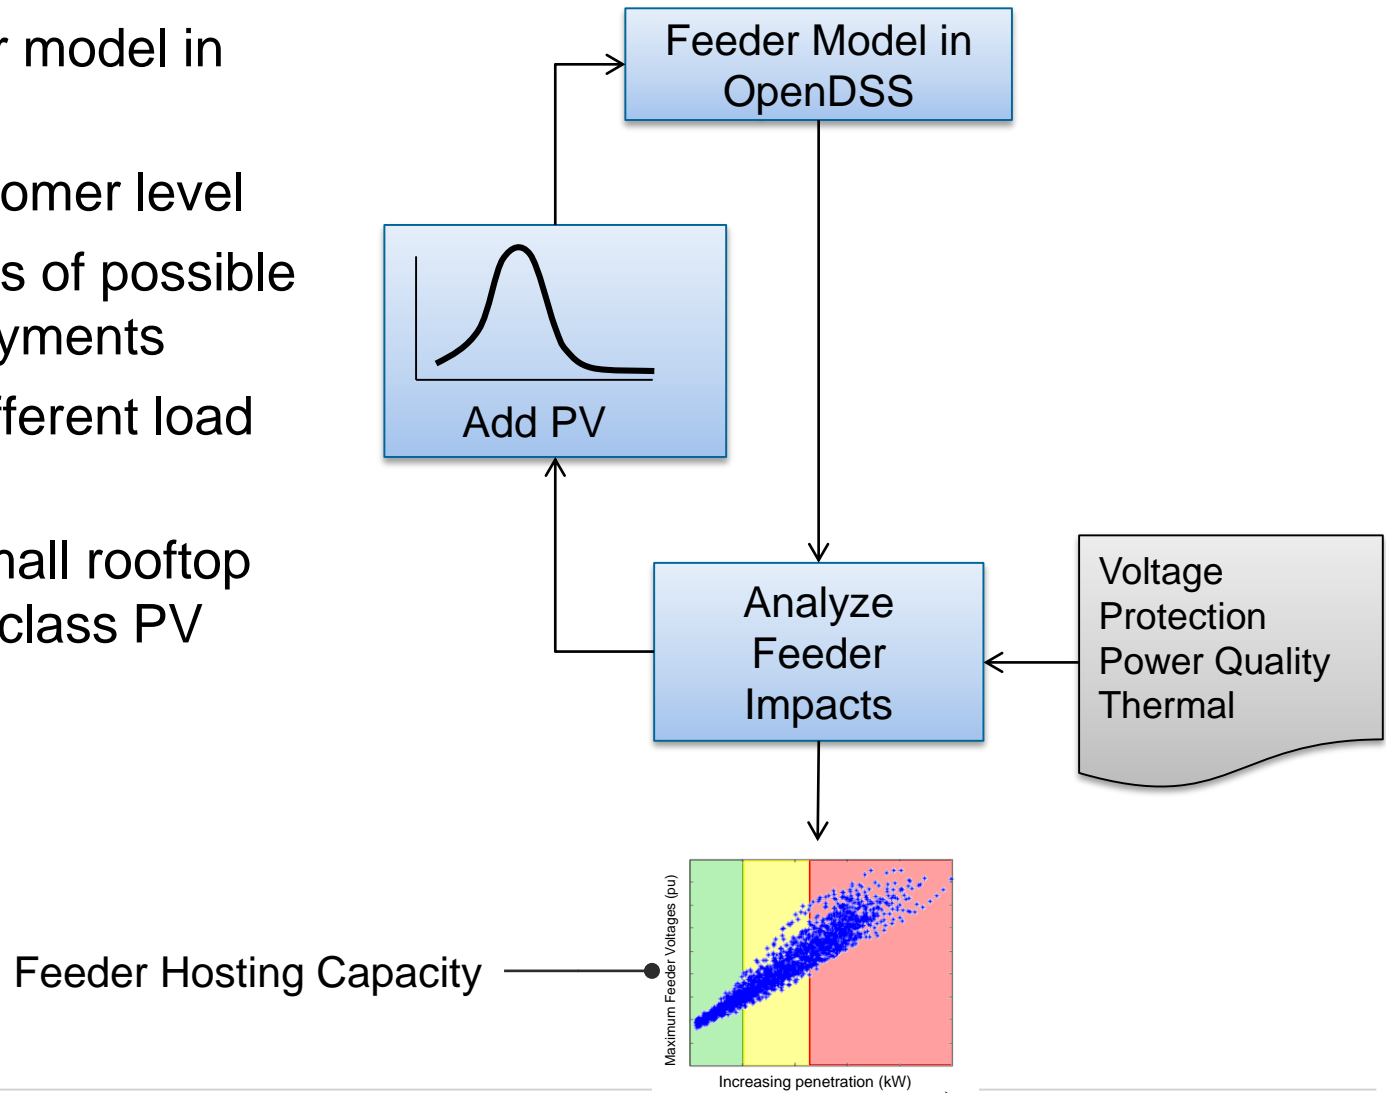 r model in
omer level
s of possible
yments
fferent load
nall rooftop
class PV
Feeder Model in
OpenDSS
Add PV
Analyze
Feeder
Impacts
Voltage
Protection
Power Quality
Thermal
Feeder Hosting Capacity
Maximum Feeder Voltages (pu)
Increasing penetration (kW)